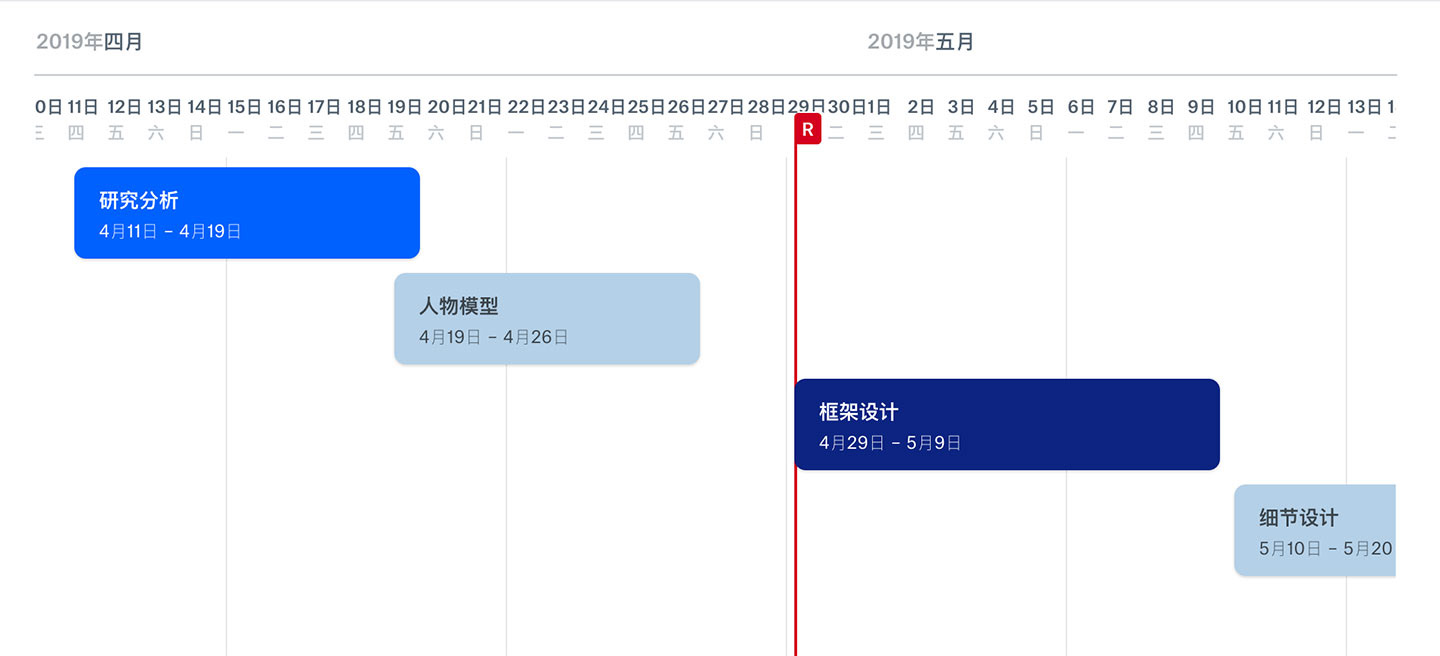 2019年四月 2019年五月
0日 11日 12日 13日 14日 15日 16日 17日 18日 19日 20日 21日 22日 23日 24日 25日 26日 27日 28日 29日 30日 1日 2日 3日 4日 5日 6日 7日 8日 9日 10日 11日 12日 13日 1
三 四 五 六 日 一 二 三 四 五 六 日 一 二 三 四 五 六 日 R 二 三 四 五 六 日 一 二 三 四 五 六 日 一 二
研究分析
4月11日 – 4月19日
人物模型
4月19日 – 4月26日
框架设计
4月29日 – 5月9日
细节设计
5月10日 – 5月20